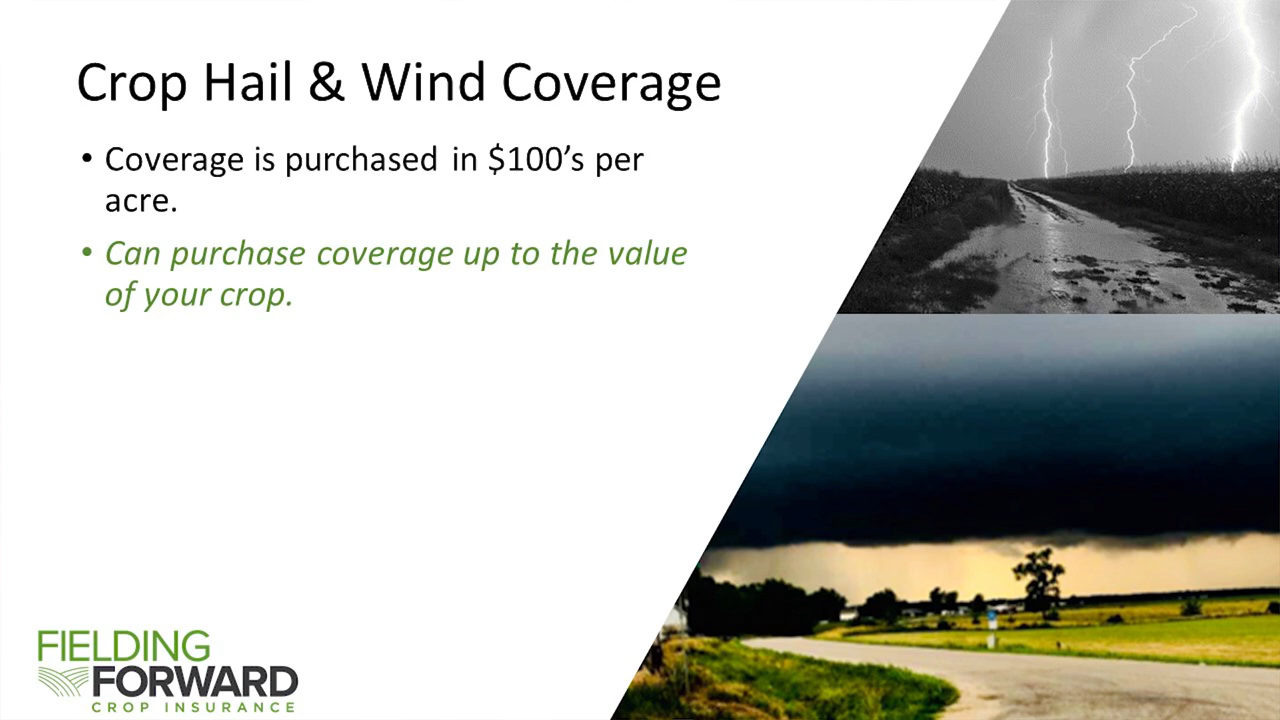 Crop Hail & Wind Coverage
• Coverage is purchased in $100’s per
acre.
• Can purchase coverage up to the value
of your crop.
FIELDING
FORWARD
CROP INSURANCE